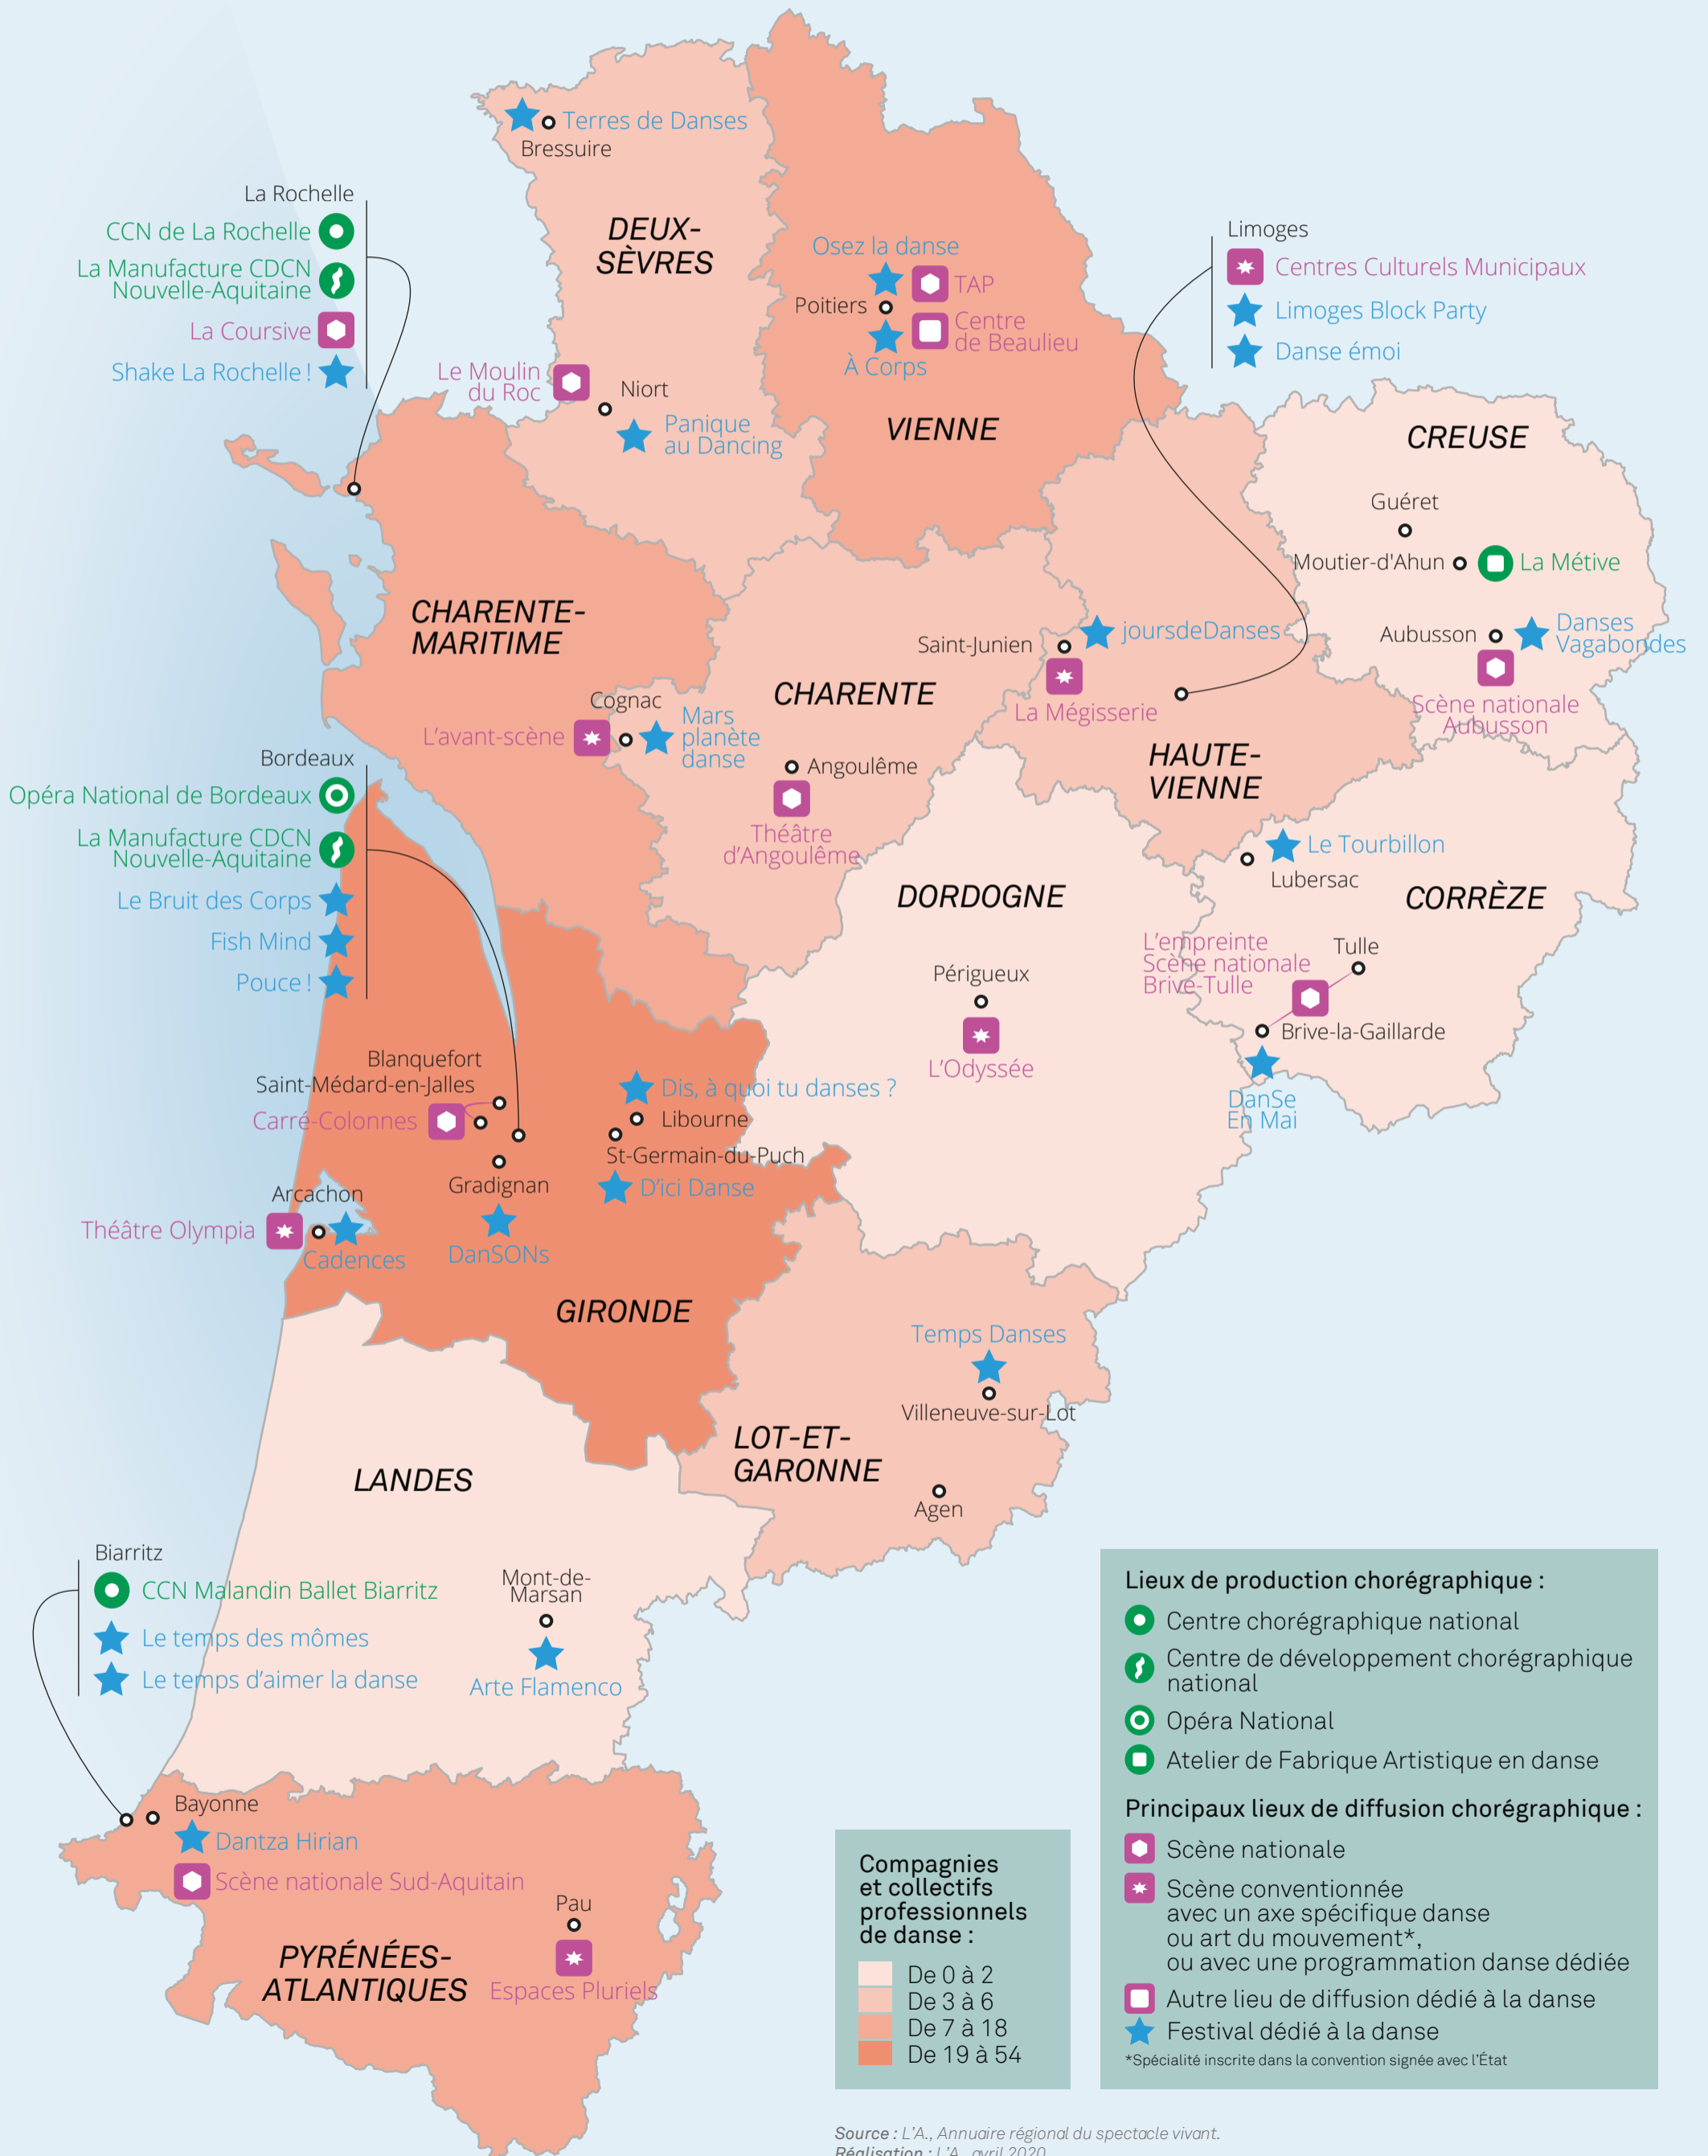 Terres de Danses
Bressuire
La Rochelle
CCN de La Rochelle
La Manufacture CDCN
Nouvelle-Aquitaine
La Coursive
Shake La Rochelle !
DEUX-
SÈVRES
Osez la danse
TAP
Poitiers
Centre
de Beaulieu
À Corps
VIENNE
Limoges
Centres Culturels Municipaux
Limoges Block Party
Danse émoi
Le Moulin
du Roc
Niort
Panique
au Dancing
CREUSE
Guéret
Moutier-d'Ahun
La Métive
Aubusson
Danses
Vagabondes
Scène nationale
Aubusson
CHARENTE-
MARITIME
Saint-Junien
joursdeDanses
La Mégisserie
CHARENTE
Cognac
L'avant-scène
Mars
planète
danse
Angoulême
Théâtre
d'Angoulême
HAUTE-
VIENNE
Bordeaux
Opéra National de Bordeaux
La Manufacture CDCN
Nouvelle-Aquitaine
Le Bruit des Corps
Fish Mind
Pouce !
Le Tourbillon
Lubersac
CORRÈZE
DORDOGNE
L'empreinte
Scène nationale
Brive-Tulle
Tulle
Périgueux
L'Odyssée
Brive-la-Gaillarde
DanSe
En Mai
Blanquefort
Saint-Médard-en-Jalles
Carré-Colonnes
Dis, à quoi tu danses ?
Libourne
St-Germain-du-Puch
D'ici Danse
Gradignan
DanSONs
Arcachon
Théâtre Olympia
Cadences
GIRONDE
Temps Danses
Villeneuve-sur-Lot
LOT-ET-
GARONNE
Agen
LANDES
Biarritz
CCN Malandin Ballet Biarritz
Le temps des mômes
Le temps d'aimer la danse
Mont-de-
Marsan
Arte Flamenco
Bayonne
Dantza Hirian
Scène nationale Sud-Aquitain
Pau
Espaces Pluriels
PYRÉNÉES-
ATLANTIQUES
Compagnies
et collectifs
professionnels
de danse :
De 0 à 2
De 3 à 6
De 7 à 18
De 19 à 54
Lieux de production chorégraphique :
Centre chorégraphique national
Centre de développement chorégraphique
national
Opéra National
Atelier de Fabrique Artistique en danse
Principaux lieux de diffusion chorégraphique :
Scène nationale
Scène conventionnée
avec un axe spécifique danse
ou art du mouvement*,
ou avec une programmation danse dédiée
Autre lieu de diffusion dédié à la danse
Festival dédié à la danse
*Spécialité inscrite dans la convention signée avec l'État
Source : L'A., Annuaire régional du spectacle vivant.
Réalisation : L'A., avril 2020